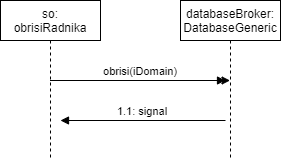 so:
obrisiRadnika
databaseBroker:
DatabaseGeneric
obrisi(iDomain)
1.1: signal